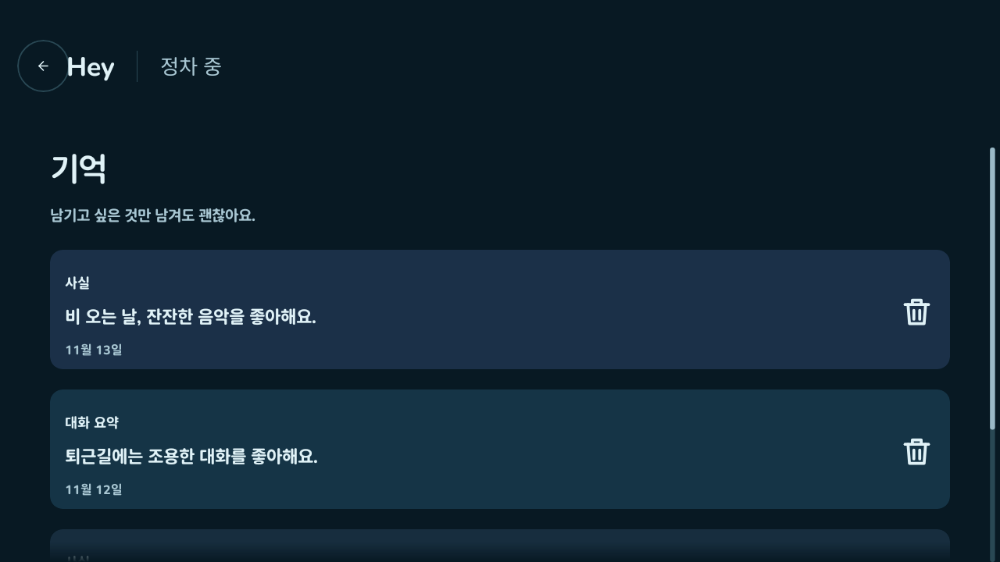 Hey
정차 중
기억
남기고 싶은 것만 남겨도 괜찮아요.
사실
비 오는 날, 잔잔한 음악을 좋아해요.
11월 13일
대화 요약
퇴근길에는 조용한 대화를 좋아해요.
11월 12일